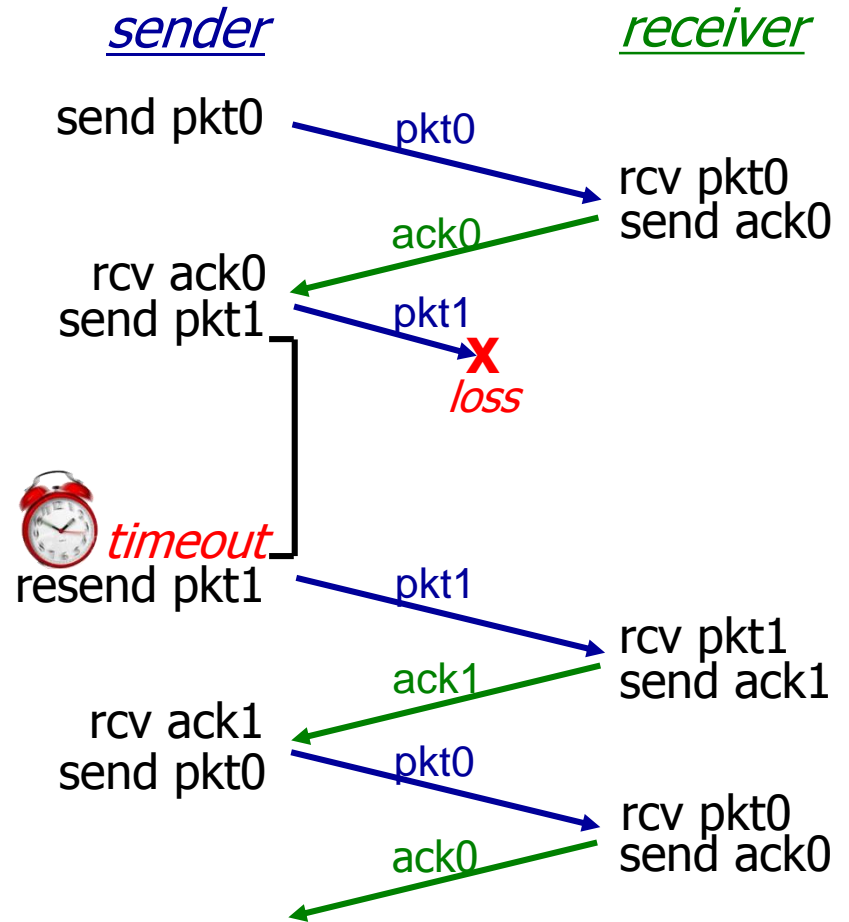 sender
receiver
send pkt0
pkt0
rcv pkt0
send ack0
ack0
rcv ack0
send pkt1
pkt1
X
loss
timeout
resend pkt1
pkt1
rcv pkt1
send ack1
ack1
rcv ack1
send pkt0
pkt0
rcv pkt0
send ack0
ack0